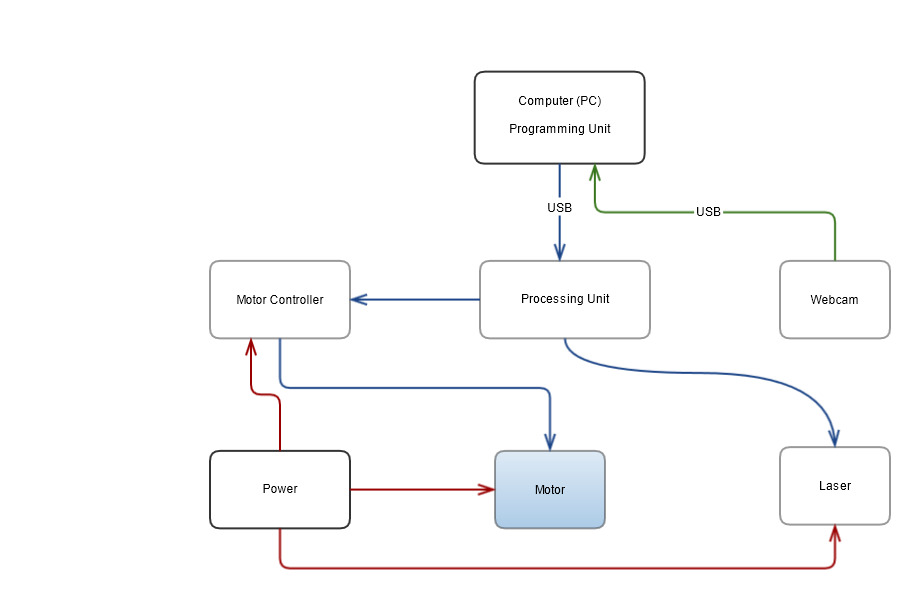 Computer (PC)
Programming Unit
USB
USB
Motor Controller
Processing Unit
Webcam
Power
Motor
Laser